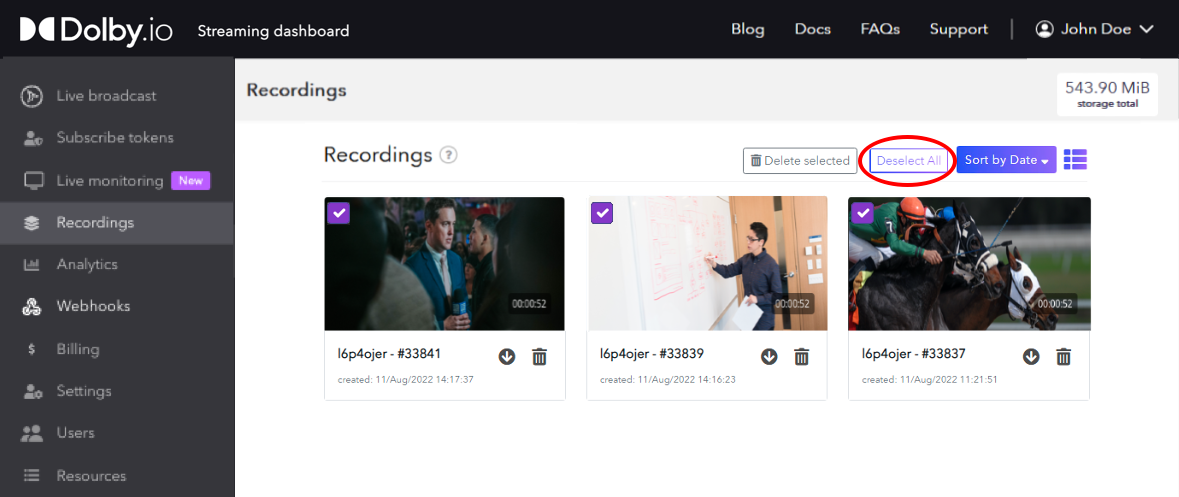 Dolby.io Streaming dashboard Blog Docs FAQs Support John Doe
Live broadcast
Subscribe tokens
Live monitoring New
Recordings
Analytics
Webhooks
$ Billing
Settings
Users
Resources
Recordings
543.90 MiB
storage total
Recordings ?
Delete selected Deselect All Sort by Date
00:00:52
l6p4ojer - #33841
created: 11/Aug/2022 14:17:37
00:00:52
l6p4ojer - #33839
created: 11/Aug/2022 14:16:23
00:00:52
l6p4ojer - #33837
created: 11/Aug/2022 11:21:51